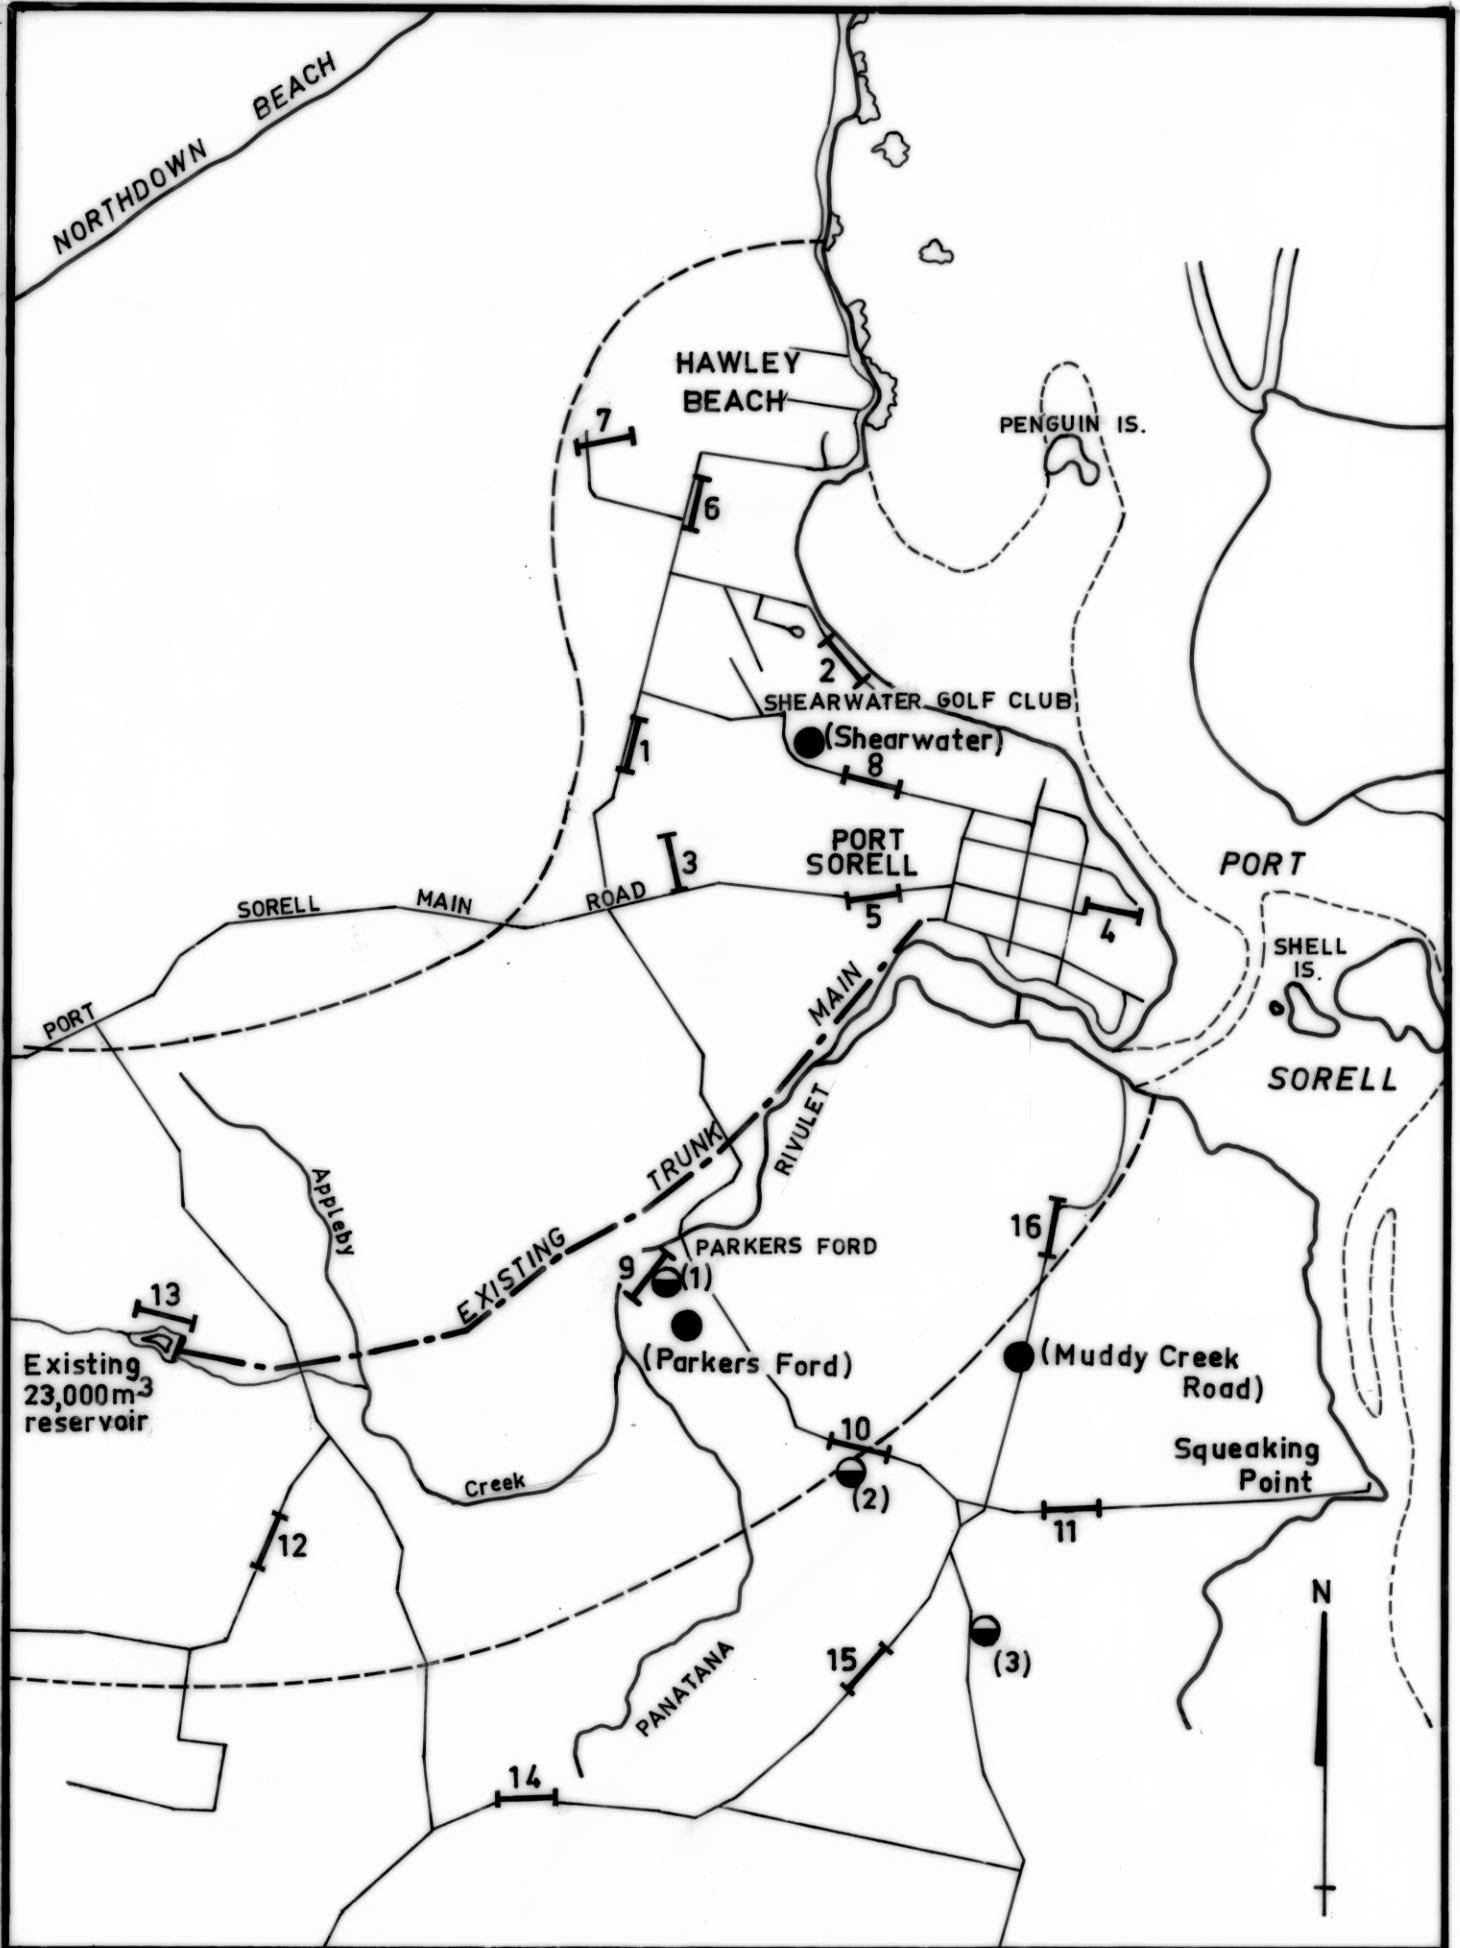 NORTHDOWN BEACH
HAWLEY
BEACH
7
PENGUIN IS.
6
2
SHEARWATER GOLF CLUB
(Shearwater)
1
8
PORT
SORELL
3
5
4
PORT SORELL MAIN ROAD
PORT
SHELL
IS.
SORELL
EXISTING TRUNK MAIN
RIVULET
Appleby
16
PARKERS FORD
9
(1)
13
Existing
23,000m3
reservoir
(Parkers Ford)
(Muddy Creek
Road)
10
Squeaking
Point
(2)
Creek
11
12
N
15
(3)
PANATANA
14